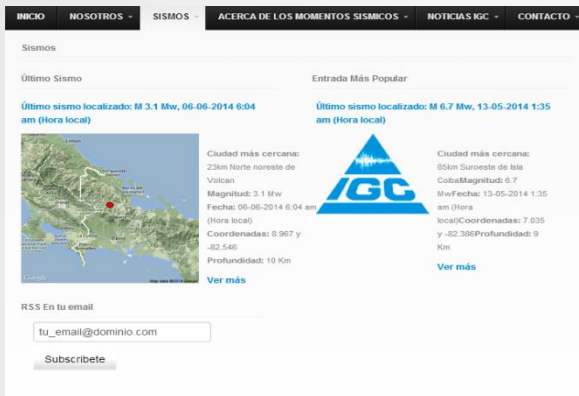 INICIO NOSOTROS SISMOS ACERCA DE LOS MOMENTOS SISMICOS NOTICIAS IGC CONTACTO
Sismos
Último Sismo
Último sismo localizado: M 3.1 Mw, 06-06-2014 6:04
am (Hora local)
Ciudad más cercana:
23km Norte noreste de
Volcan
Magnitud: 3.1 Mw
Fecha: 06-06-2014 6:04 am
(Hora local)
Coordenadas: 8.967 y
-82.546
Profundidad: 10 Km
Ver más
Google
Entrada Más Popular
Último sismo localizado: M 6.7 Mw, 13-05-2014 1:35
am (Hora local)
IGC
Ciudad más cercana:
85km Suroeste de Isla
CoibaMagnitud: 6.7
MwFecha: 13-05-2014 1:35
am (Hora
local)Coordenadas: 7.035
y -82.386Profundidad: 9
Km
Ver más
RSS En tu email
tu_email@dominio.com
Subscribete